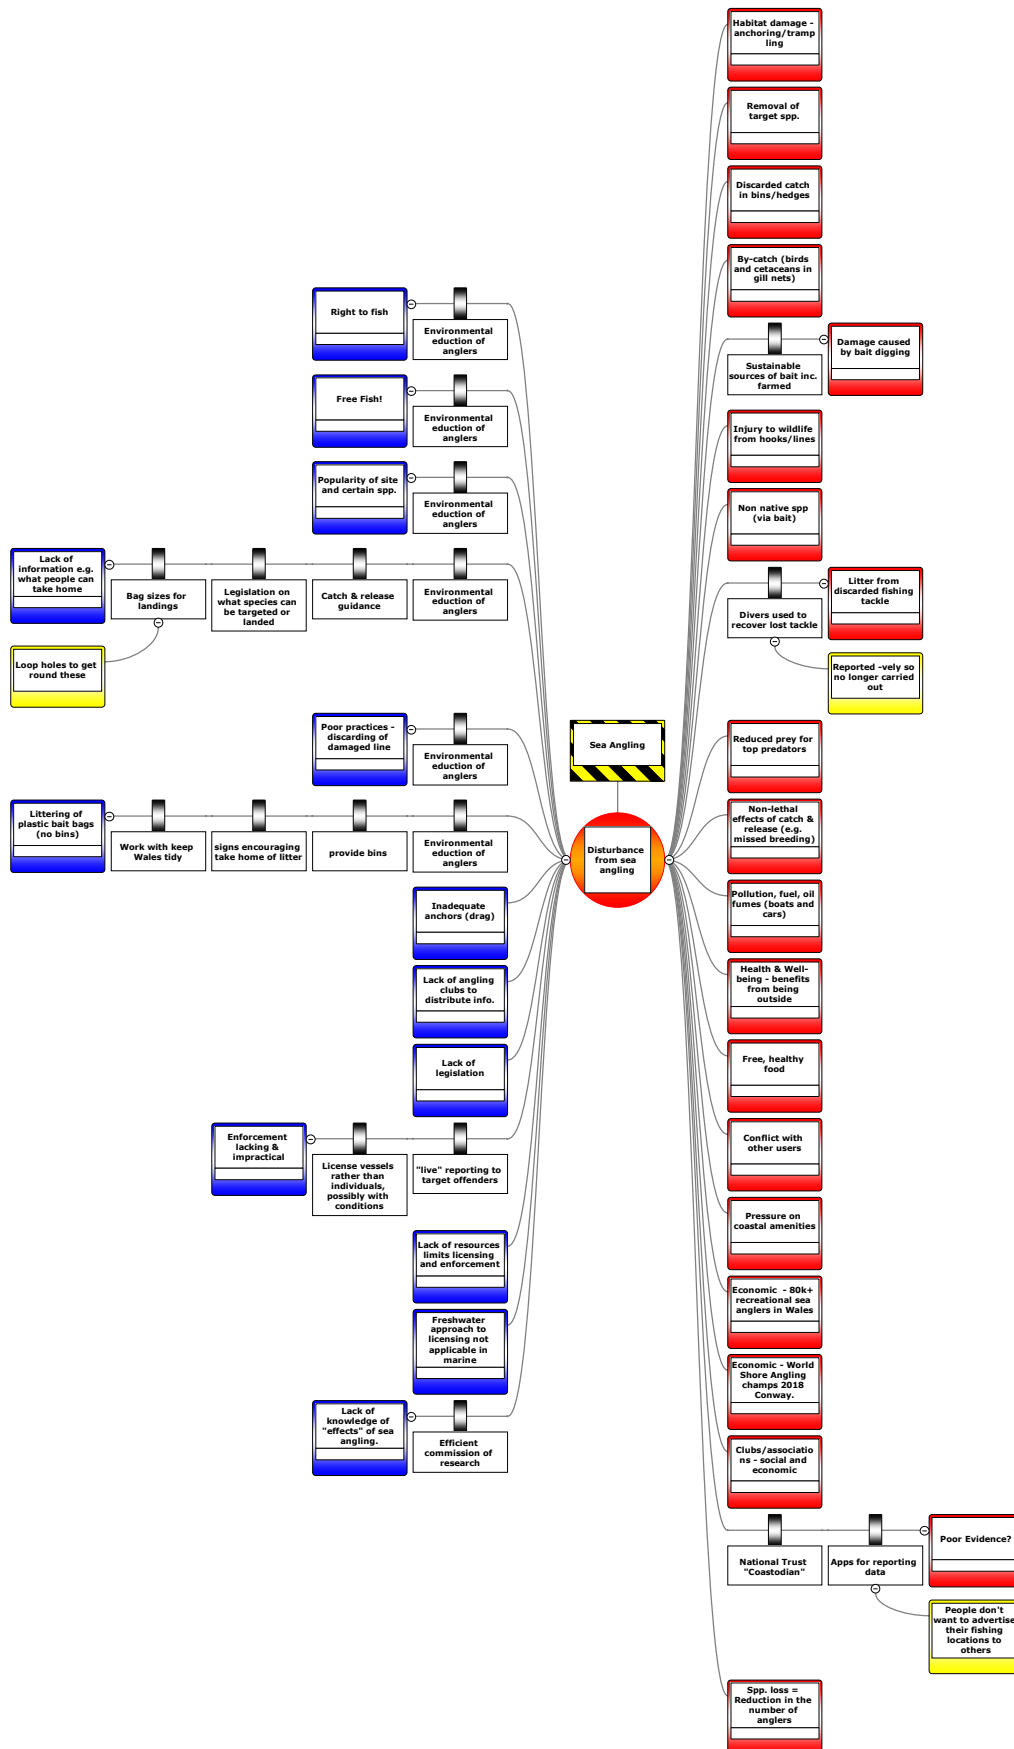 Right to fish
Environmental
eduction of
anglers
Free Fish!
Environmental
eduction of
anglers
Popularity of site
and certain spp.
Environmental
eduction of
anglers
Lack of
information e.g.
what people can
take home
Bag sizes for
landings
Legislation on
what species can
be targeted or
landed
Catch & release
guidance
Environmental
eduction of
anglers
Loop holes to get
round these
Poor practices -
discarding of
damaged line
Environmental
eduction of
anglers
Littering of
plastic bait bags
(no bins)
Work with keep
Wales tidy
signs encouraging
take home of litter
provide bins
Environmental
eduction of
anglers
Inadequate
anchors (drag)
Lack of angling
clubs to
distribute info.
Lack of
legislation
Enforcement
lacking &
impractical
License vessels
rather than
individuals,
possibly with
conditions
"live" reporting to
target offenders
Lack of resources
limits licensing
and enforcement
Freshwater
approach to
licensing not
applicable in
marine
Lack of
knowledge of
"effects" of sea
angling.
Efficient
commission of
research
Sea Angling
Disturbance
from sea
angling
Habitat damage -
anchoring/tramp
ling
Removal of
target spp.
Discarded catch
in bins/hedges
By-catch (birds
and cetaceans in
gill nets)
Sustainable
sources of bait inc.
farmed
Damage caused
by bait digging
Injury to wildlife
from hooks/lines
Non native spp
(via bait)
Divers used to
recover lost tackle
Litter from
discarded fishing
tackle
Reported -vely so
no longer carried
out
Reduced prey for
top predators
Non-lethal
effects of catch &
release (e.g.
missed breeding)
Pollution, fuel, oil
fumes (boats and
cars)
Health & Well-
being - benefits
from being
outside
Free, healthy
food
Conflict with
other users
Pressure on
coastal amenities
Economic - 80k+
recreational sea
anglers in Wales
Economic - World
Shore Angling
champs 2018
Conway.
Clubs/associatio
ns - social and
economic
National Trust
"Coastodian"
Apps for reporting
data
Poor Evidence?
People don't
want to advertise
their fishing
locations to
others
Spp. loss =
Reduction in the
number of
anglers